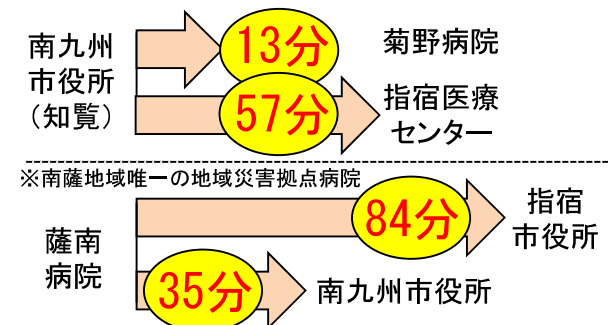 南九州
市役所
（知覧）
13分
菊野病院
57分
指宿医療
センター
※南薩地域唯一の地域災害拠点病院
薩南
病院
84分
指宿
市役所
35分
南九州市役所